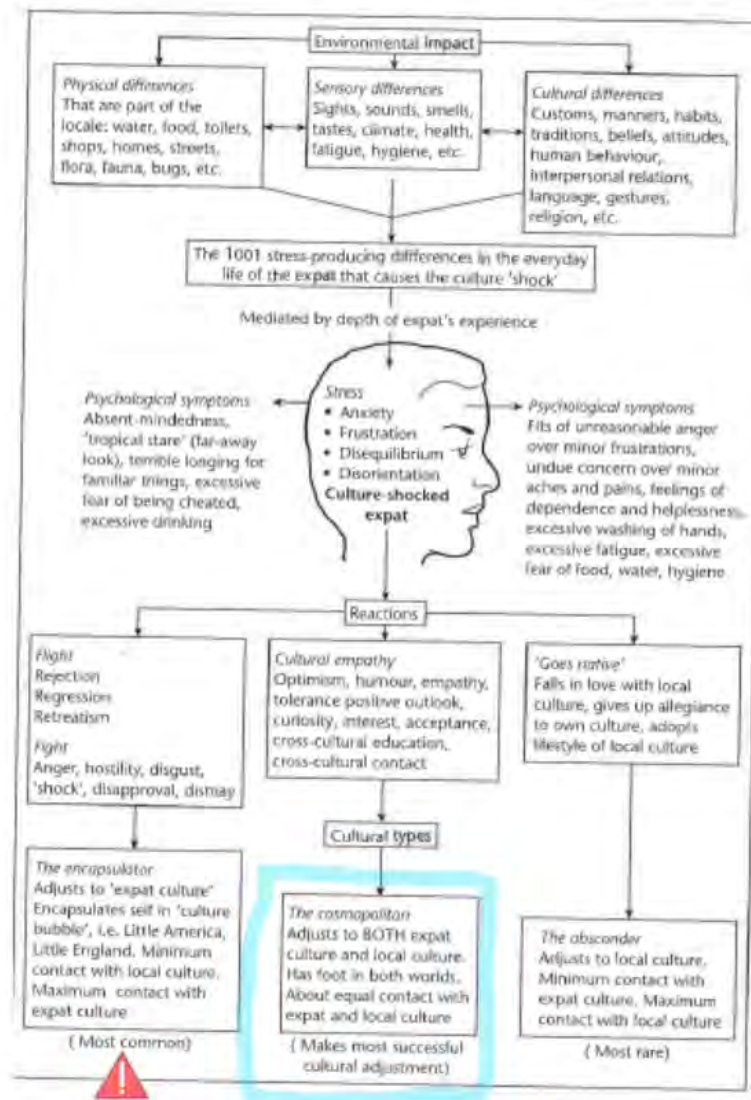 Environmental impact
Physical differences
That are part of the
locale: water, food, toilets,
shops, homes, streets,
flora, fauna, bugs, etc.
Sensory differences
Sights, sounds, smells,
tastes, climate, health,
fatigue, hygiene, etc.
Cultural differences
Customs, manners, habits,
traditions, beliefs, attitudes,
human behaviour,
interpersonal relations,
language, gestures,
religion, etc.
The 1001 stress-producing differences in the everyday
life of the expat that causes the culture 'shock'
Mediated by depth of expat's experience
Psychological symptoms
Absent-mindedness,
'tropical stare' (far-away
look), terrible longing for
familiar things, excessive
fear of being cheated,
excessive drinking
Stress
• Anxiety
• Frustration
• Disequilibrium
• Disorientation
Culture-shocked
expat
Psychological symptoms
Fits of unreasonable anger
over minor frustrations,
undue concern over minor
aches and pains, feelings of
dependence and helplessness,
excessive washing of hands,
excessive fatigue, excessive
fear of food, water, hygiene
Reactions
Flight
Rejection
Regression
Retreatism
Fight
Anger, hostility, disgust,
'shock', disapproval, dismay
Cultural empathy
Optimism, humour, empathy,
tolerance positive outlook,
curiosity, interest, acceptance,
cross-cultural education,
cross-cultural contact
'Goes native'
Falls in love with local
culture, gives up allegiance
to own culture, adopts
lifestyle of local culture
Cultural types
The encapsulator
Adjusts to 'expat culture'
Encapsulates self in 'culture
bubble', i.e. Little America,
Little England. Minimum
contact with local culture.
Maximum contact with
expat culture
( Most common)
The cosmopolitan
Adjusts to BOTH expat
culture and local culture.
Has foot in both worlds.
About equal contact with
expat and local culture
( Makes most successful
cultural adjustment)
The absconder
Adjusts to local culture.
Minimum contact with
expat culture. Maximum
contact with local culture
( Most rare)